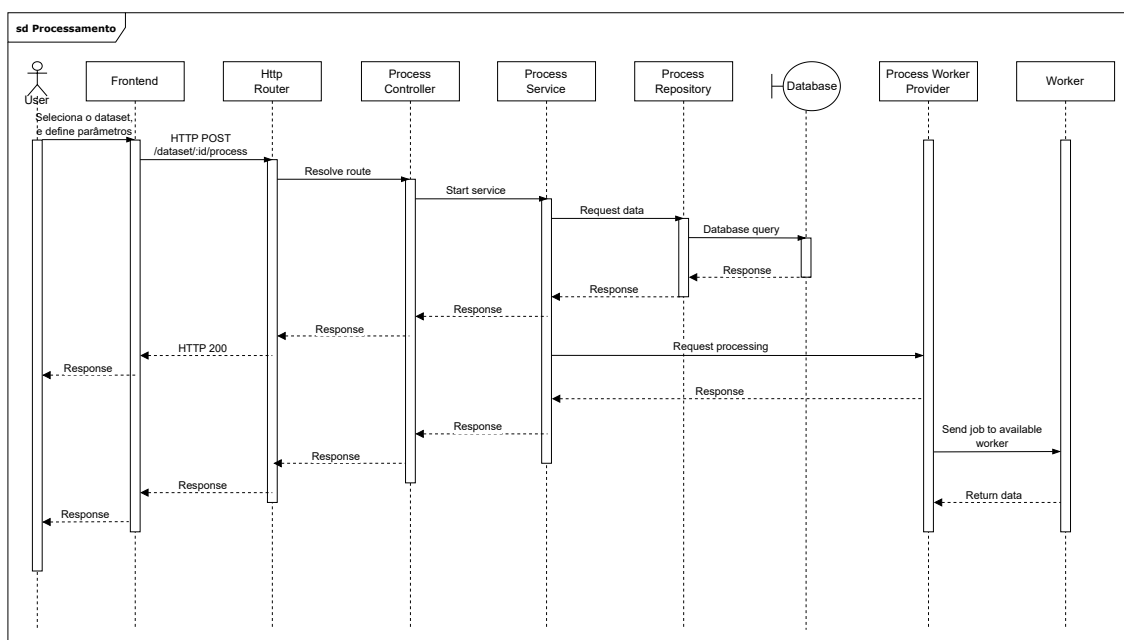 sd Processamento
User
Frontend
Http
Router
Process
Controller
Process
Service
Process
Repository
Database
Process Worker
Provider
Worker
Seleciona o dataset,
e define parâmetros
HTTP POST
/dataset/:id/process
Resolve route
Start service
Request data
Database query
Response
Response
Response
Response
HTTP 200
Response
Request processing
Response
Response
Response
Response
Response
Send job to available
worker
Return data